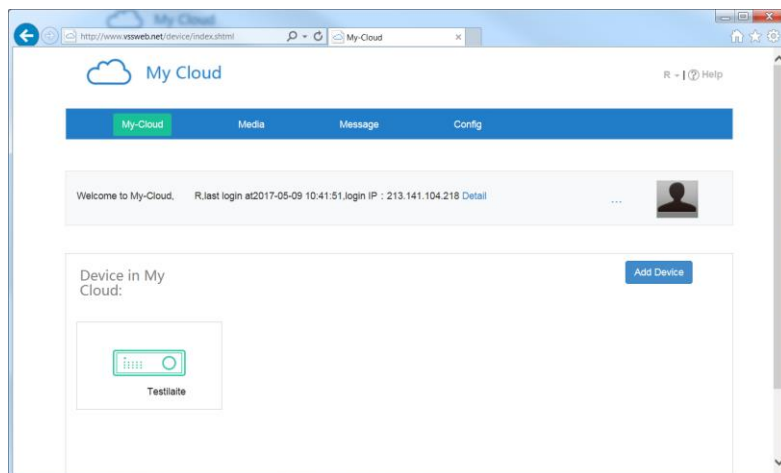 My Cloud
http://www.vssweb.net/device/index.shtml
My-Cloud
My Cloud
R
Help
My-Cloud Media Message Config
Welcome to My-Cloud, R,last login at2017-05-09 10:41:51,login IP : 213.141.104.218 Detail
...
Device in My
Cloud:
Add Device
Testilaite